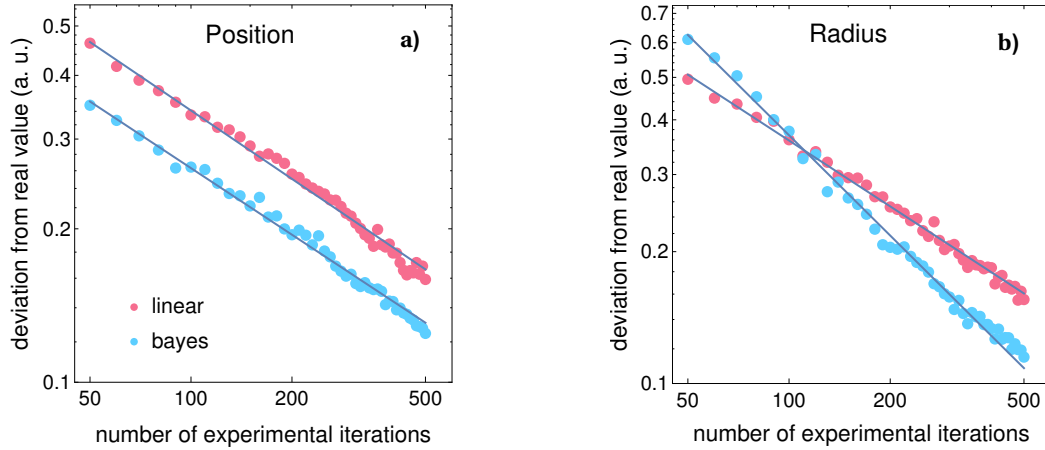 Position
a)
deviation from real value (a. u.)
0.5
0.4
0.3
0.2
0.1
linear
bayes
50
100
200
500
number of experimental iterations
Radius
b)
deviation from real value (a. u.)
0.7
0.6
0.5
0.4
0.3
0.2
0.1
50
100
200
500
number of experimental iterations